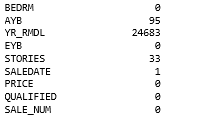 BEDRM 0
AYB 95
YR_RMDL 24683
EYB 0
STORIES 33
SALEDATE 1
PRICE 0
QUALIFIED 0
SALE_NUM 0